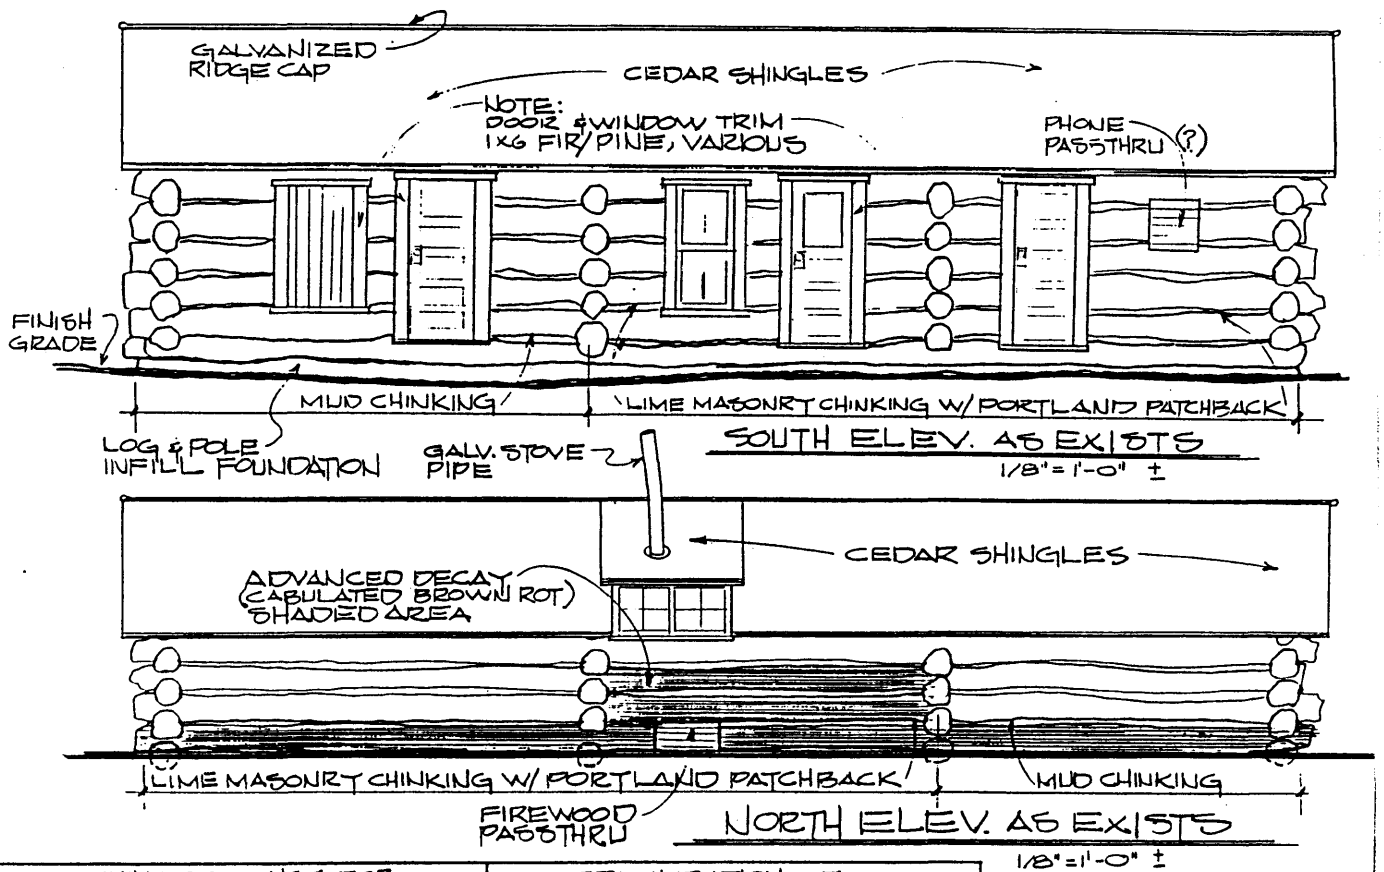 GALVANIZED
RIDGE CAP
CEDAR SHINGLES
NOTE:
DOOR & WINDOW TRIM
1X6 FIR/PINE, VARIOUS
PHONE
PASSTHRU (?)
FINISH
GRADE
MUD CHINKING
LIME MASONRY CHINKING W/ PORTLAND PATCHBACK
LOG & POLE
INFILL FOUNDATION
GALV. STOVE
PIPE
SOUTH ELEV. AS EXISTS
1/8"=1'-0" ±
CEDAR SHINGLES
ADVANCED DECAY
(CABULATED BROWN ROT)
SHADED AREA
LIME MASONRY CHINKING W/ PORTLAND PATCHBACK
MUD CHINKING
FIREWOOD
PASSTHRU
NORTH ELEV. AS EXISTS
1/8"=1'-0" ±